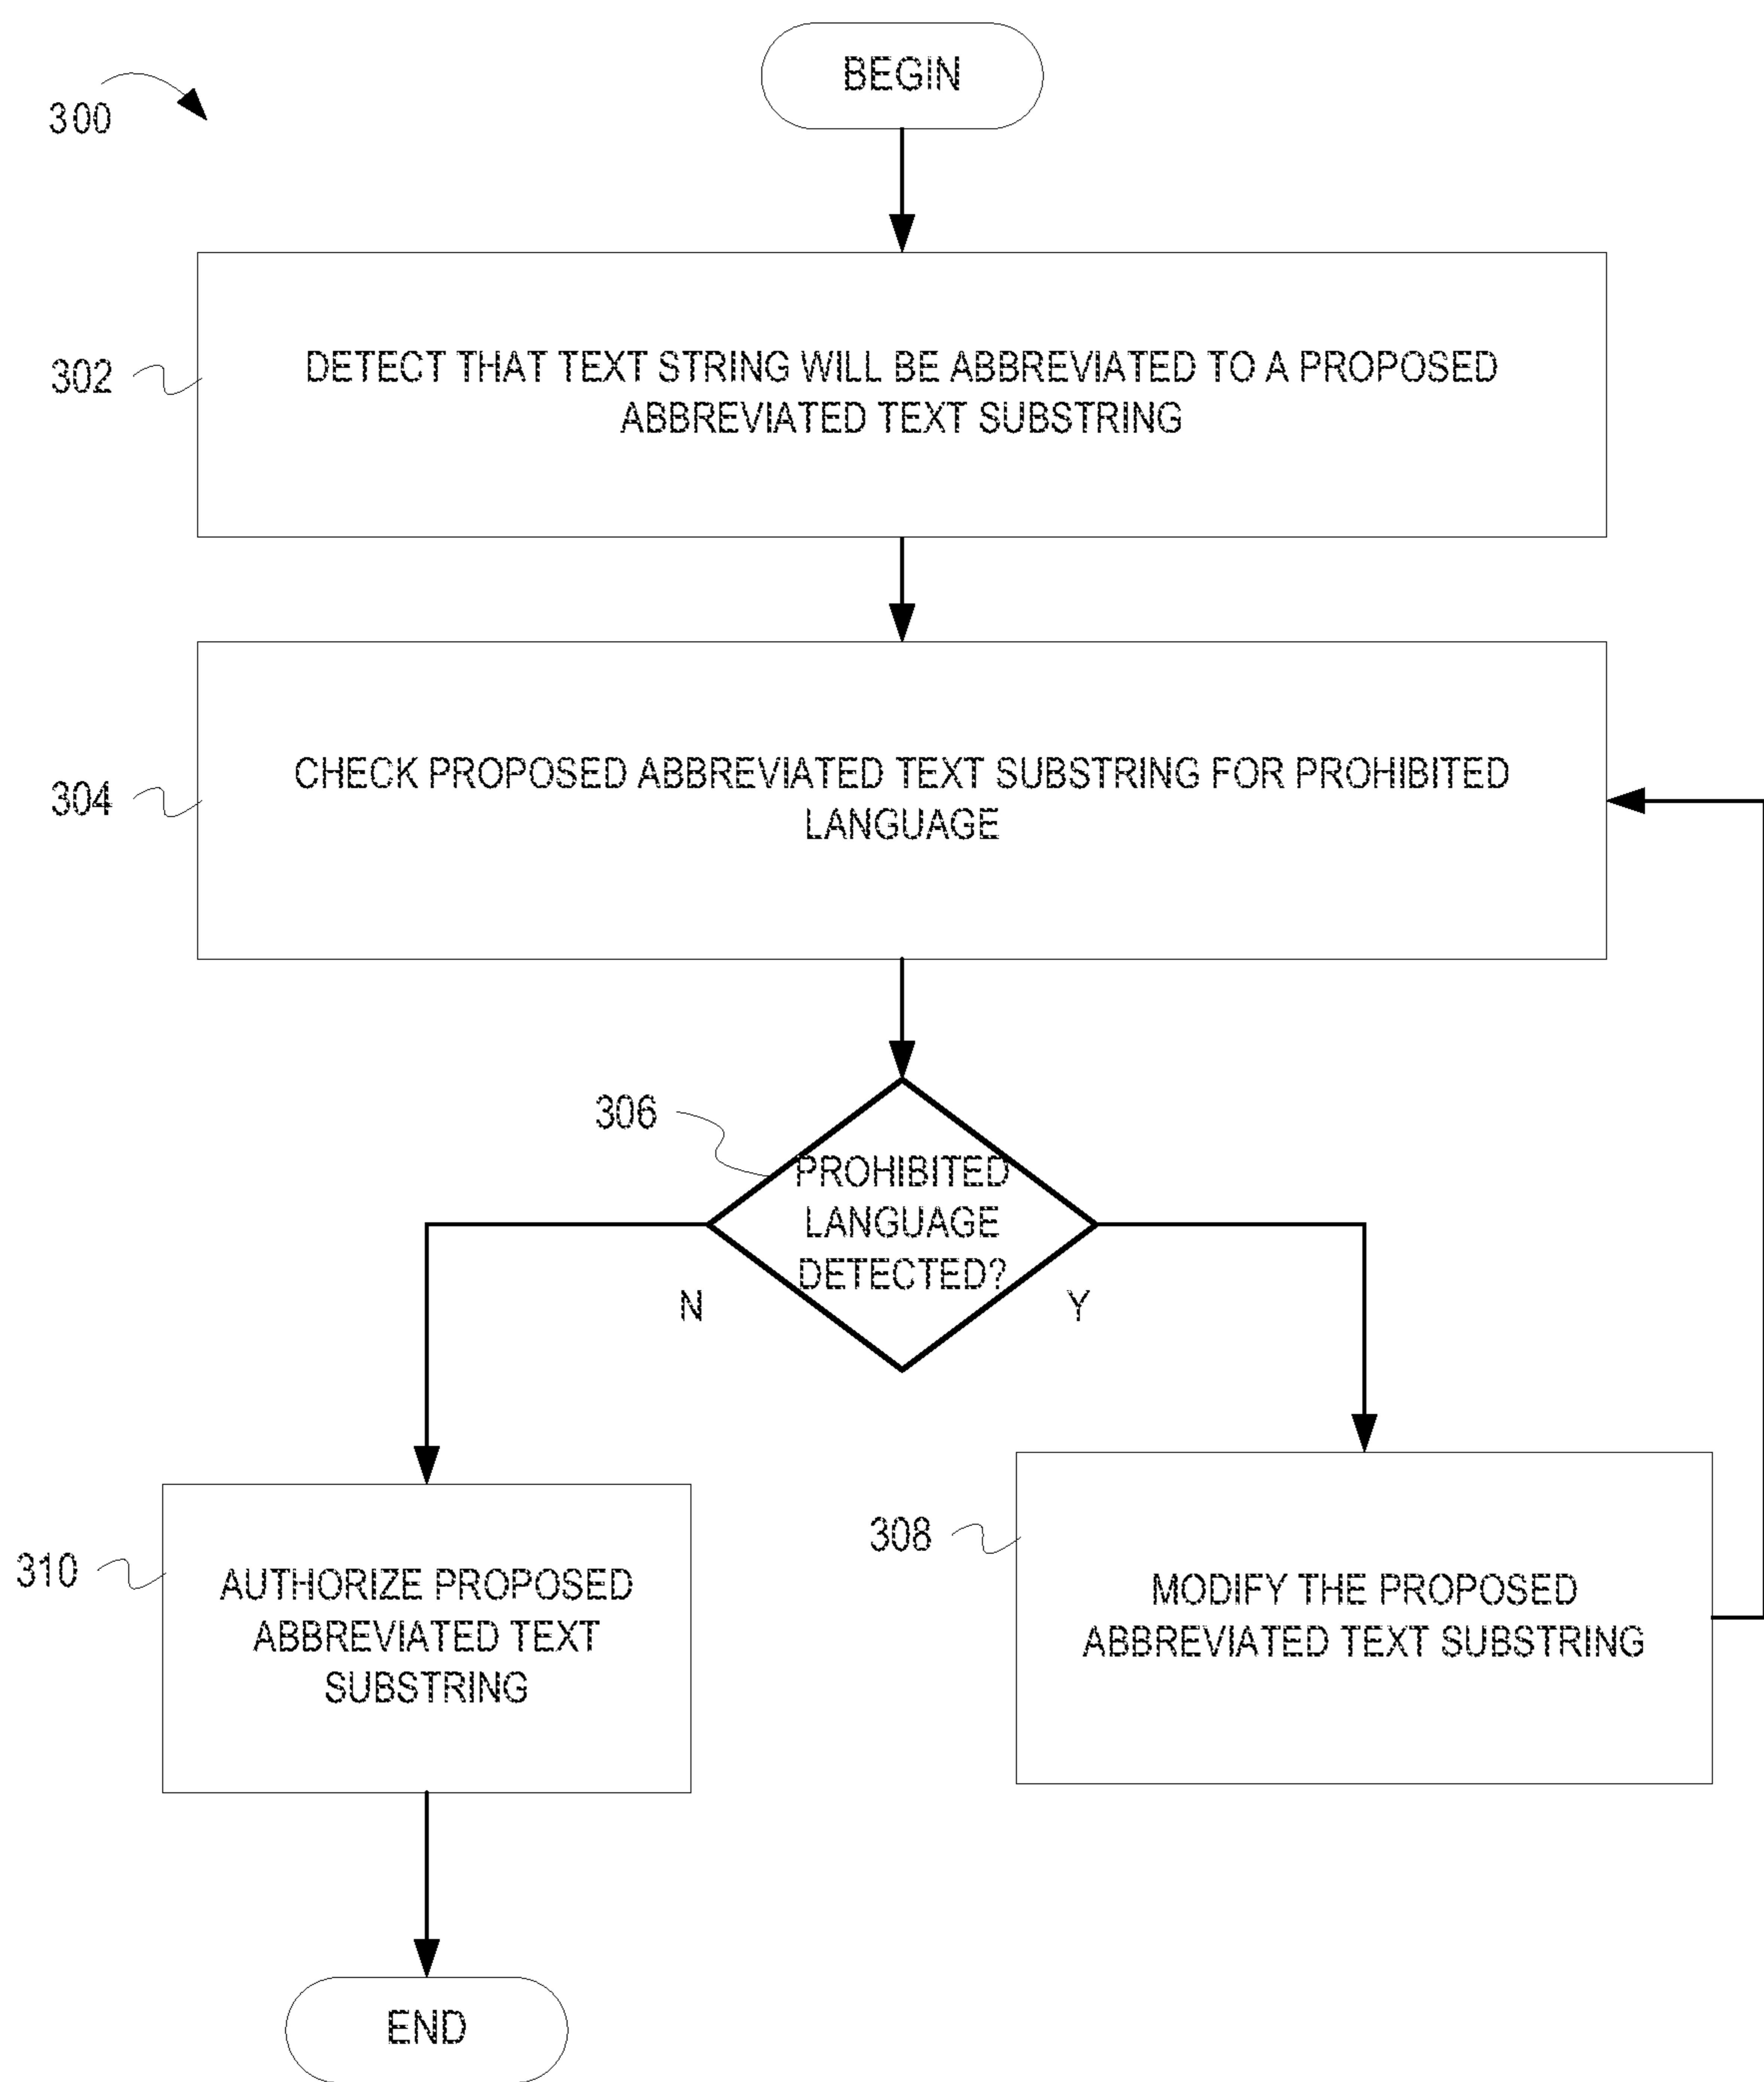 BEGIN
300
302
DETECT THAT TEXT STRING WILL BE ABBREVIATED TO A PROPOSED
ABBREVIATED TEXT SUBSTRING
304
CHECK PROPOSED ABBREVIATED TEXT SUBSTRING FOR PROHIBITED
LANGUAGE
306
PROHIBITED
LANGUAGE
DETECTED?
N
Y
310
AUTHORIZE PROPOSED
ABBREVIATED TEXT
SUBSTRING
308
MODIFY THE PROPOSED
ABBREVIATED TEXT SUBSTRING
END